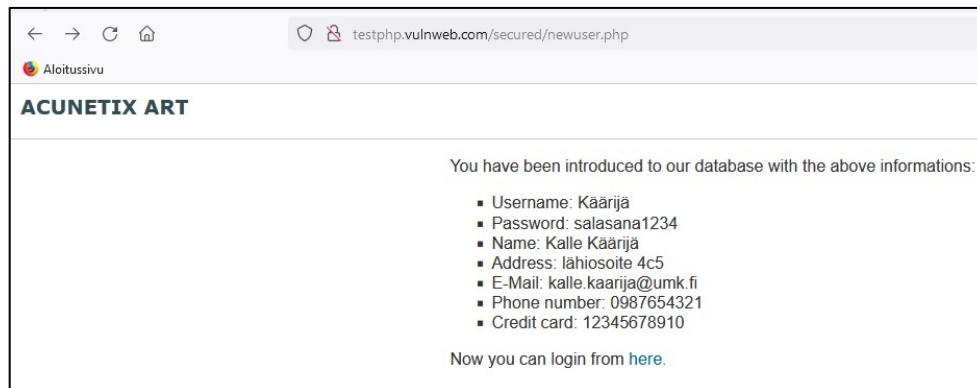 testphp.vulnweb.com/secured/newuser.php
Aloitussivu
ACUNETIX ART
You have been introduced to our database with the above informations:
Username: Käärijä
Password: salasana1234
Name: Kalle Käärijä
Address: lähiosoite 4c5
E-Mail: kalle.kaarija@umk.fi
Phone number: 0987654321
Credit card: 12345678910
Now you can login from here.